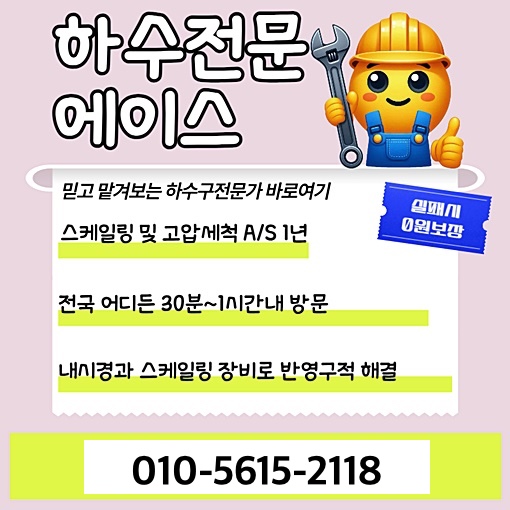 하수전문
에이스
믿고 맡겨보는 하수구전문가 바로여기
실패시
0원보장
스케일링 및 고압세척 A/S 1년
전국 어디든 30분~1시간내 방문
내시경과 스케일링 장비로 반영구적 해결
010-5615-2118